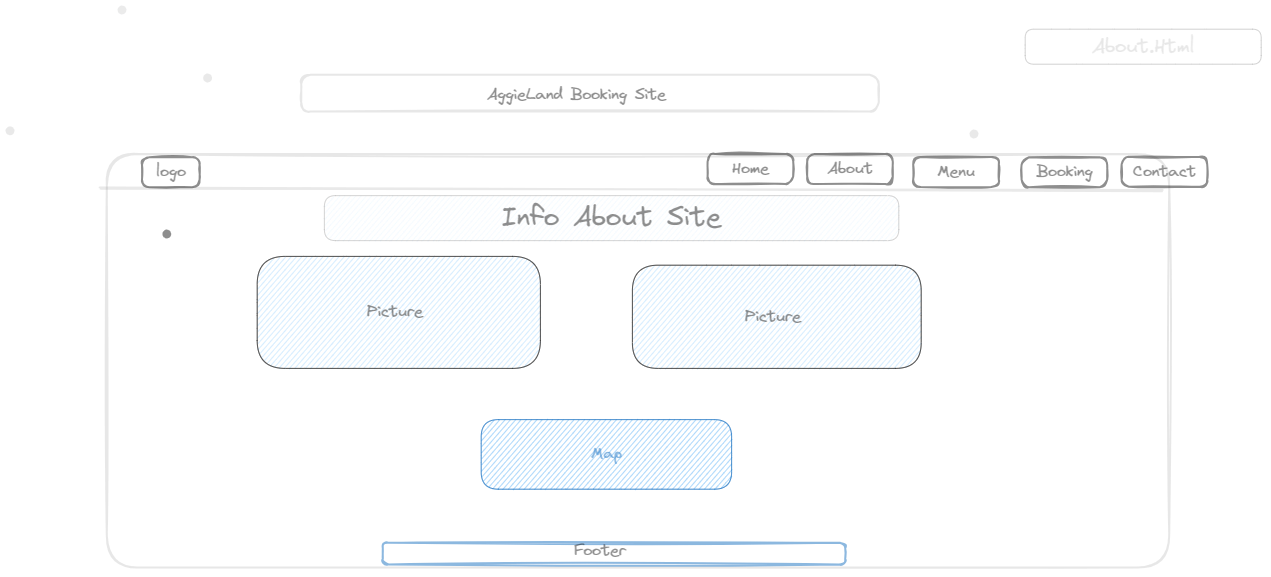 About.Html
AggieLand Booking Site
logo
Home
About
Menu
Booking
Contact
Info About Site
Picture
Picture
Map
Footer